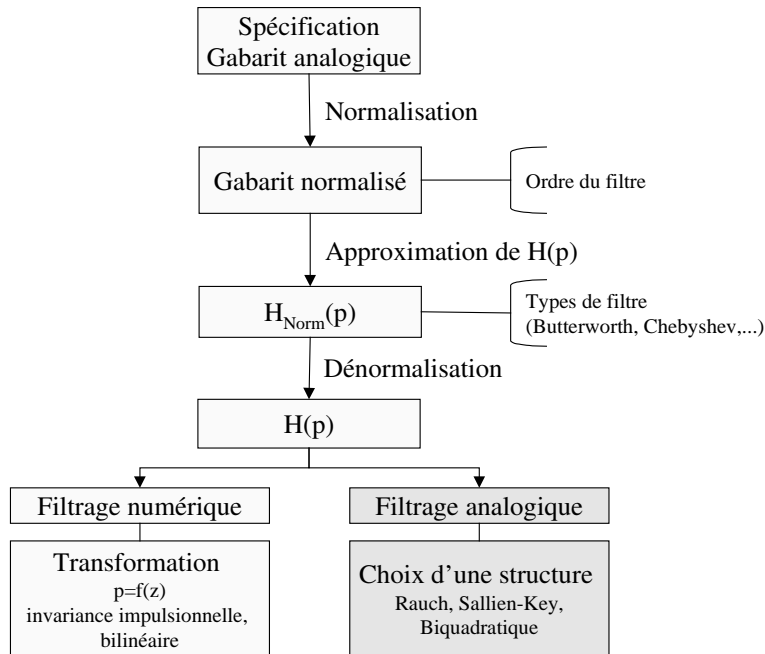 Spécification
Gabarit analogique
Normalisation
Gabarit normalisé
Ordre du filtre
Approximation de H(p)
H_Norm(p)
Types de filtre
(Butterworth, Chebyshev,...)
Dénormalisation
H(p)
Filtrage numérique
Transformation
p=f(z)
invariance impulsionnelle,
bilinéaire
Filtrage analogique
Choix d'une structure
Rauch, Sallien-Key,
Biquadratique